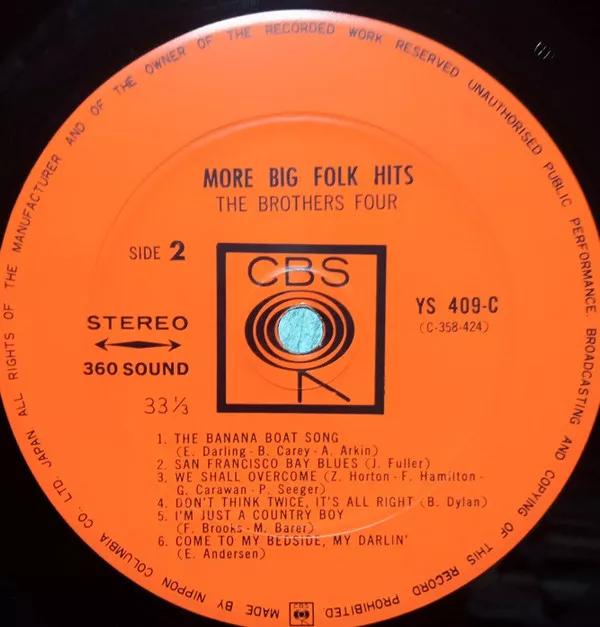 ALL RIGHTS OF THE MANUFACTURER AND OF THE OWNER OF THE RECORDED WORK RESERVED UNAUTHORISED PUBLIC PERFORMANCE. BROADCASTING AND COPYING OF THIS RECORD PROHIBITED. MADE BY NIPPON COLUMBIA CO., LTD. JAPAN
MORE BIG FOLK HITS
THE BROTHERS FOUR
SIDE 2
CBS
YS 409-C
(C-358-424)
STEREO
360 SOUND
33⅓
1. THE BANANA BOAT SONG
(E. Darling - B. Carey - A. Arkin)
2. SAN FRANCISCO BAY BLUES (J. Fuller)
3. WE SHALL OVERCOME (Z. Horton - F. Hamilton-
G. Carawan - P. Seeger)
4. DON'T THINK TWICE, IT'S ALL RIGHT (B. Dylan)
5. I'M JUST A COUNTRY BOY
(F. Brooks - M. Barer)
6. COME TO MY BEDSIDE, MY DARLIN'
(E. Andersen)
CBS